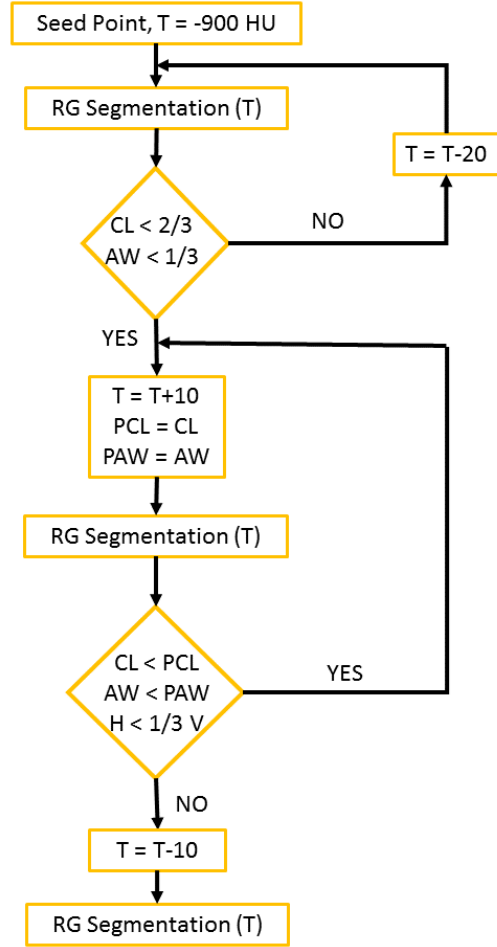 Seed Point, T = -900 HU
RG Segmentation (T)
T = T-20
CL < 2/3
AW < 1/3
NO
YES
T = T+10
PCL = CL
PAW = AW
RG Segmentation (T)
CL < PCL
AW < PAW
H < 1/3 V
YES
NO
T = T-10
RG Segmentation (T)